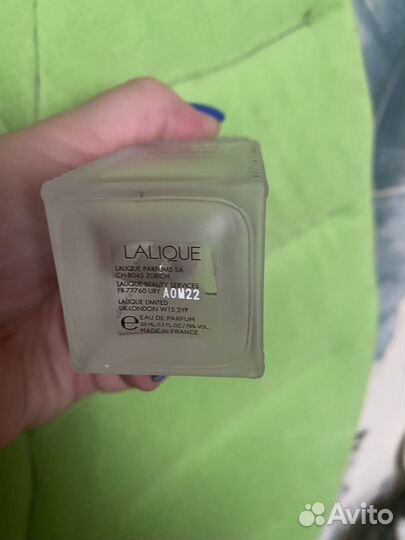 LALIQUE
LALIQUE PARFUMS SA
CH-8045 ZURICH
LALIQUE BEAUTY SERVICES
FR-77760 URY A0M22
LALIQUE LIMITED
UK-LONDON W1S 2YP
e EAU DE PARFUM
50 ML/1.7 FL.OZ./79% VOL.
MADE IN FRANCE
Avito